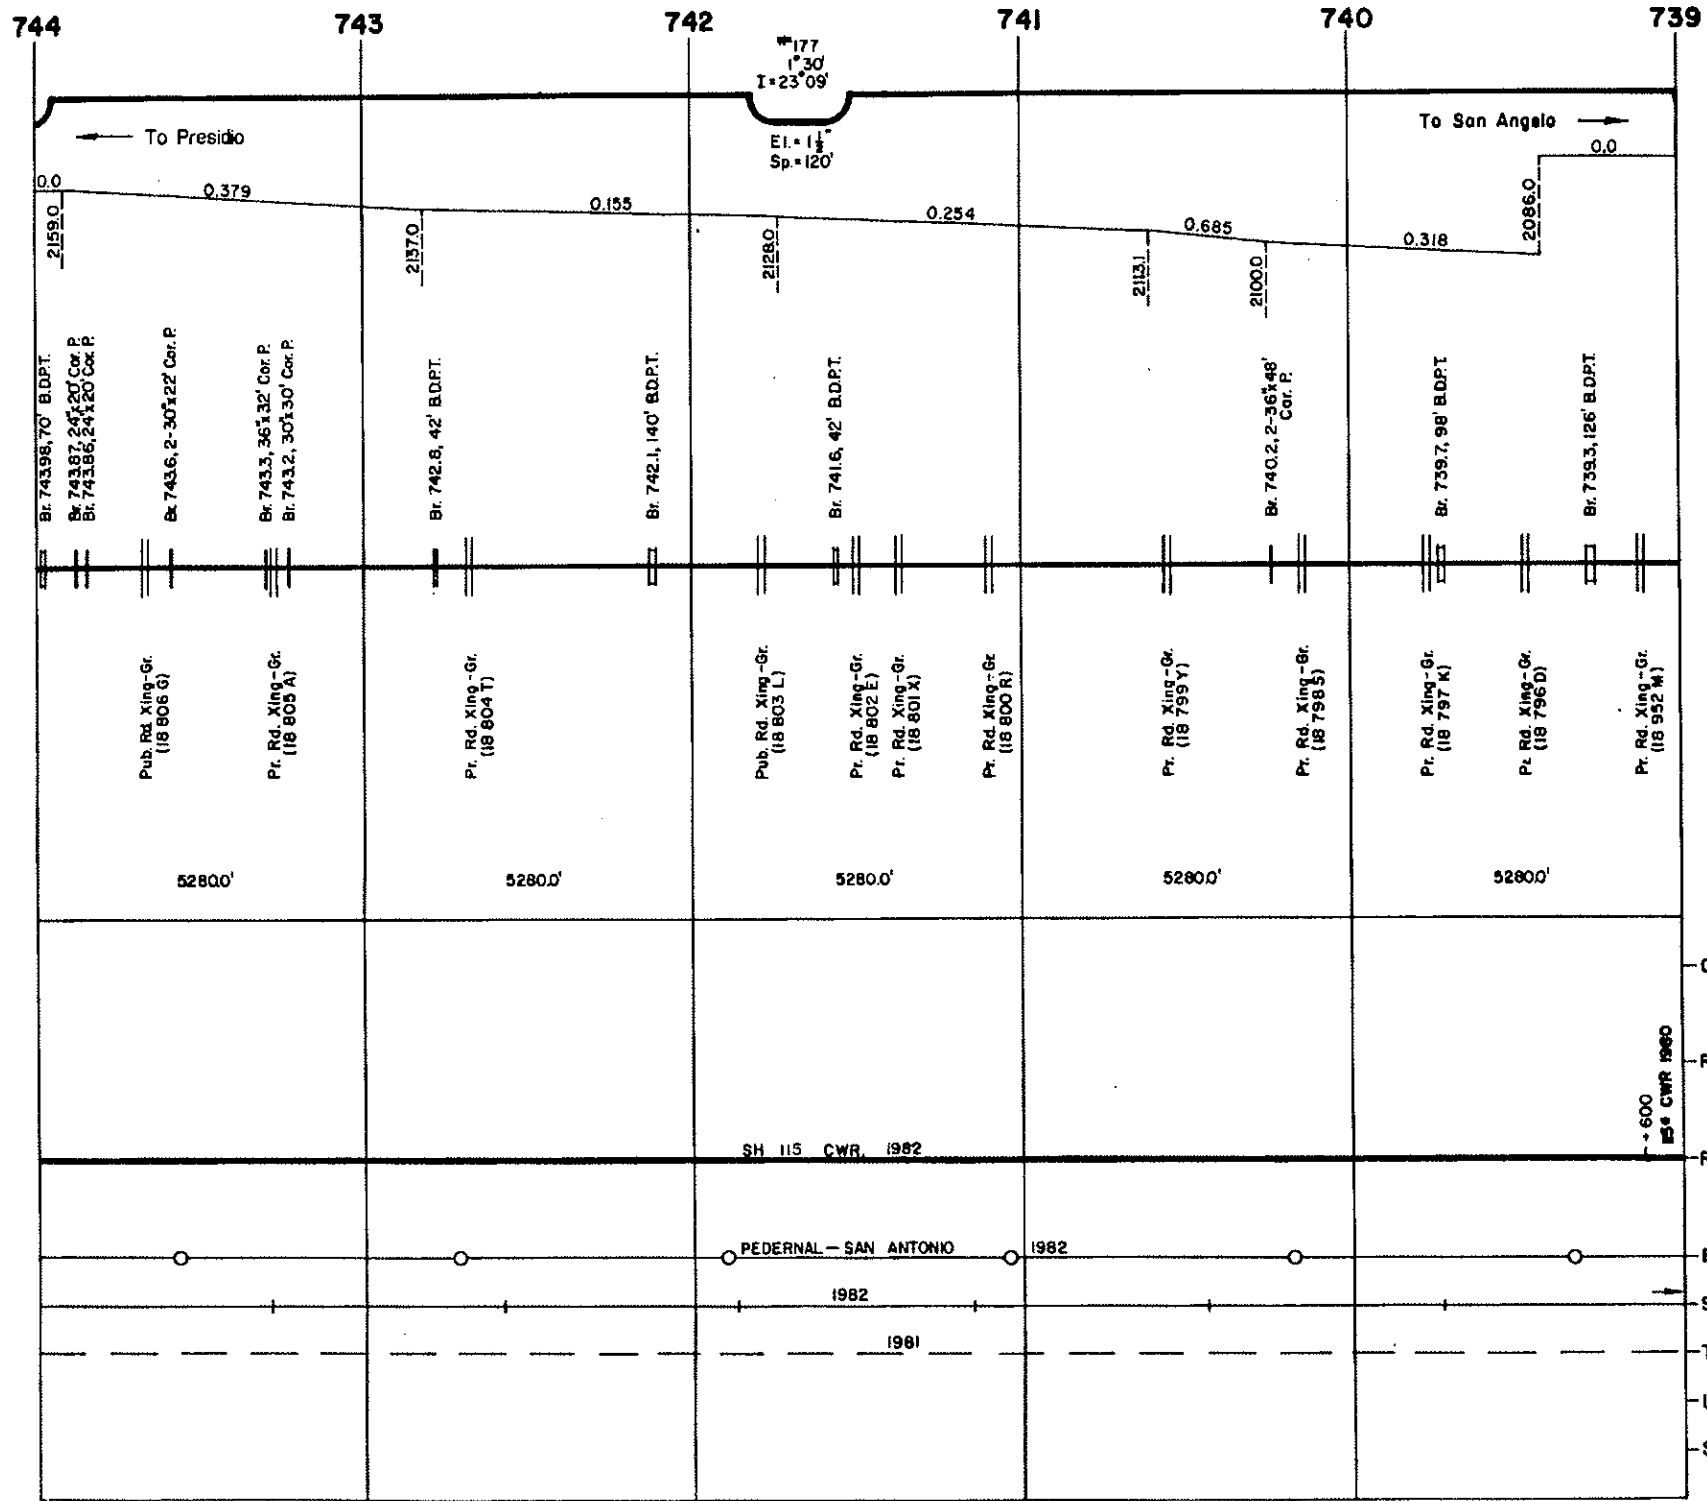 744 743 742 741 740 739
#177
1°30'
I=23°09'
To Presidio
To San Angelo
Sp.=120'
0.0 0.379 0.155 0.254 0.685 0.318 0.0
2159.0 2137.0 2128.0 2113.1 2100.0 2086.0
Br. 743.98, 70' B.D.P.T.
Br. 743.87, 24"x20' Cor. P.
Br. 743.86, 24"x20' Cor. P.
Br. 743.6, 2-30"x22' Cor. P.
Br. 743.3, 36"x32' Cor. P.
Br. 743.2, 30"x30' Cor. P.
Br. 742.8, 42' B.D.P.T.
Br. 742.1, 140' B.D.P.T.
Br. 741.6, 42' B.D.P.T.
Br. 740.2, 2-36"x48'
Cor. P.
Br. 739.7, 98' B.D.P.T.
Br. 739.3, 126' B.D.P.T.
Pub. Rd. Xing-Gr.
(18 806 G)
Pr. Rd. Xing-Gr.
(18 805 A)
Pr. Rd. Xing-Gr.
(18 804 T)
Pub. Rd. Xing-Gr.
(18 803 L)
Pr. Rd. Xing-Gr.
(18 802 E)
Pr. Rd. Xing-Gr.
(18 801 X)
Pr. Rd. Xing-Gr
(18 800 R)
Pr. Rd. Xing-Gr.
(18 799 Y)
Pr. Rd. Xing-Gr.
(18 798 S)
Pr. Rd. Xing-Gr.
(18 797 K)
Pr. Rd. Xing-Gr.
(18 796 D)
Pr. Rd. Xing-Gr.
(18 952 M)
5280.0' 5280.0' 5280.0' 5280.0' 5280.0'
+600
115# CWR 1980
SH 115 CWR, 1982
PEDERNAL — SAN ANTONIO 1982
1982
1981